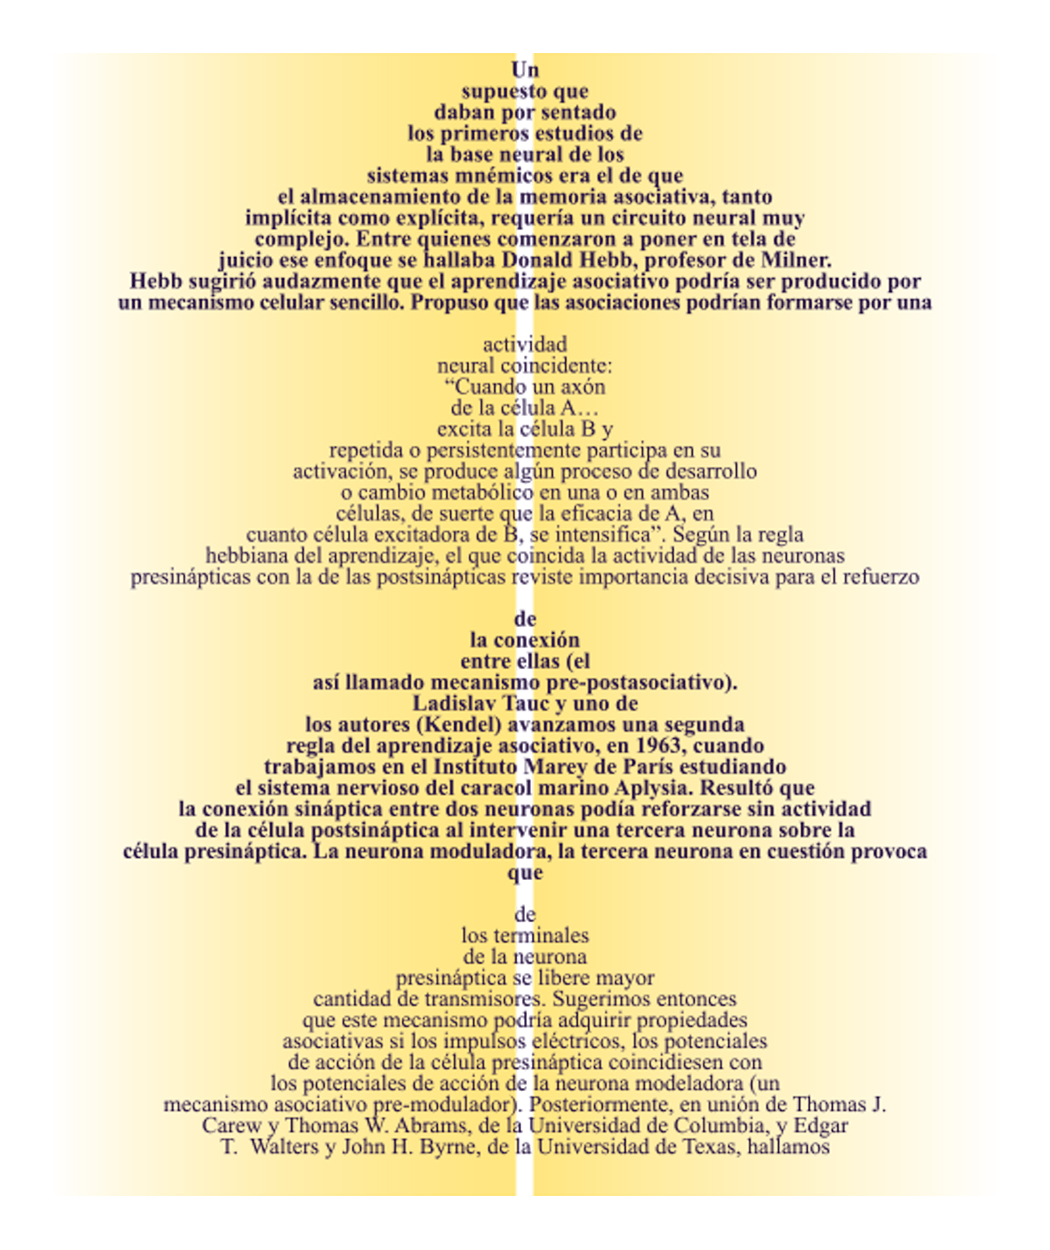 Un
supuesto que
daban por sentado
los primeros estudios de
la base neural de los
sistemas mnémicos era el de que
el almacenamiento de la memoria asociativa, tanto
implícita como explícita, requería un circuito neural muy
complejo. Entre quienes comenzaron a poner en tela de
juicio ese enfoque se hallaba Donald Hebb, profesor de Milner.
Hebb sugirió audazmente que el aprendizaje asociativo podría ser producido por
un mecanismo celular sencillo. Propuso que las asociaciones podrían formarse por una
actividad
neural coincidente:
“Cuando un axón
de la célula A…
excita la célula B y
repetida o persistentemente participa en su
activación, se produce algún proceso de desarrollo
o cambio metabólico en una o en ambas
células, de suerte que la eficacia de A, en
cuanto célula excitadora de B, se intensifica”. Según la regla
hebbiana del aprendizaje, el que coincida la actividad de las neuronas
presinápticas con la de las postsinápticas reviste importancia decisiva para el refuerzo
de
la conexión
entre ellas (el
así llamado mecanismo pre-postasociativo).
Ladislav Tauc y uno de
los autores (Kendel) avanzamos una segunda
regla del aprendizaje asociativo, en 1963, cuando
trabajamos en el Instituto Marey de París estudiando
el sistema nervioso del caracol marino Aplysia. Resultó que
la conexión sináptica entre dos neuronas podía reforzarse sin actividad
de la célula postsináptica al intervenir una tercera neurona sobre la
célula presináptica. La neurona moduladora, la tercera neurona en cuestión provoca
que
de
los terminales
de la neurona
presináptica se libere mayor
cantidad de transmisores. Sugerimos entonces
que este mecanismo podría adquirir propiedades
asociativas si los impulsos eléctricos, los potenciales
de acción de la célula presináptica coincidiesen con
los potenciales de acción de la neurona modeladora (un
mecanismo asociativo pre-modulador). Posteriormente, en unión de Thomas J.
Carew y Thomas W. Abrams, de la Universidad de Columbia, y Edgar
T. Walters y John H. Byrne, de la Universidad de Texas, hallamos